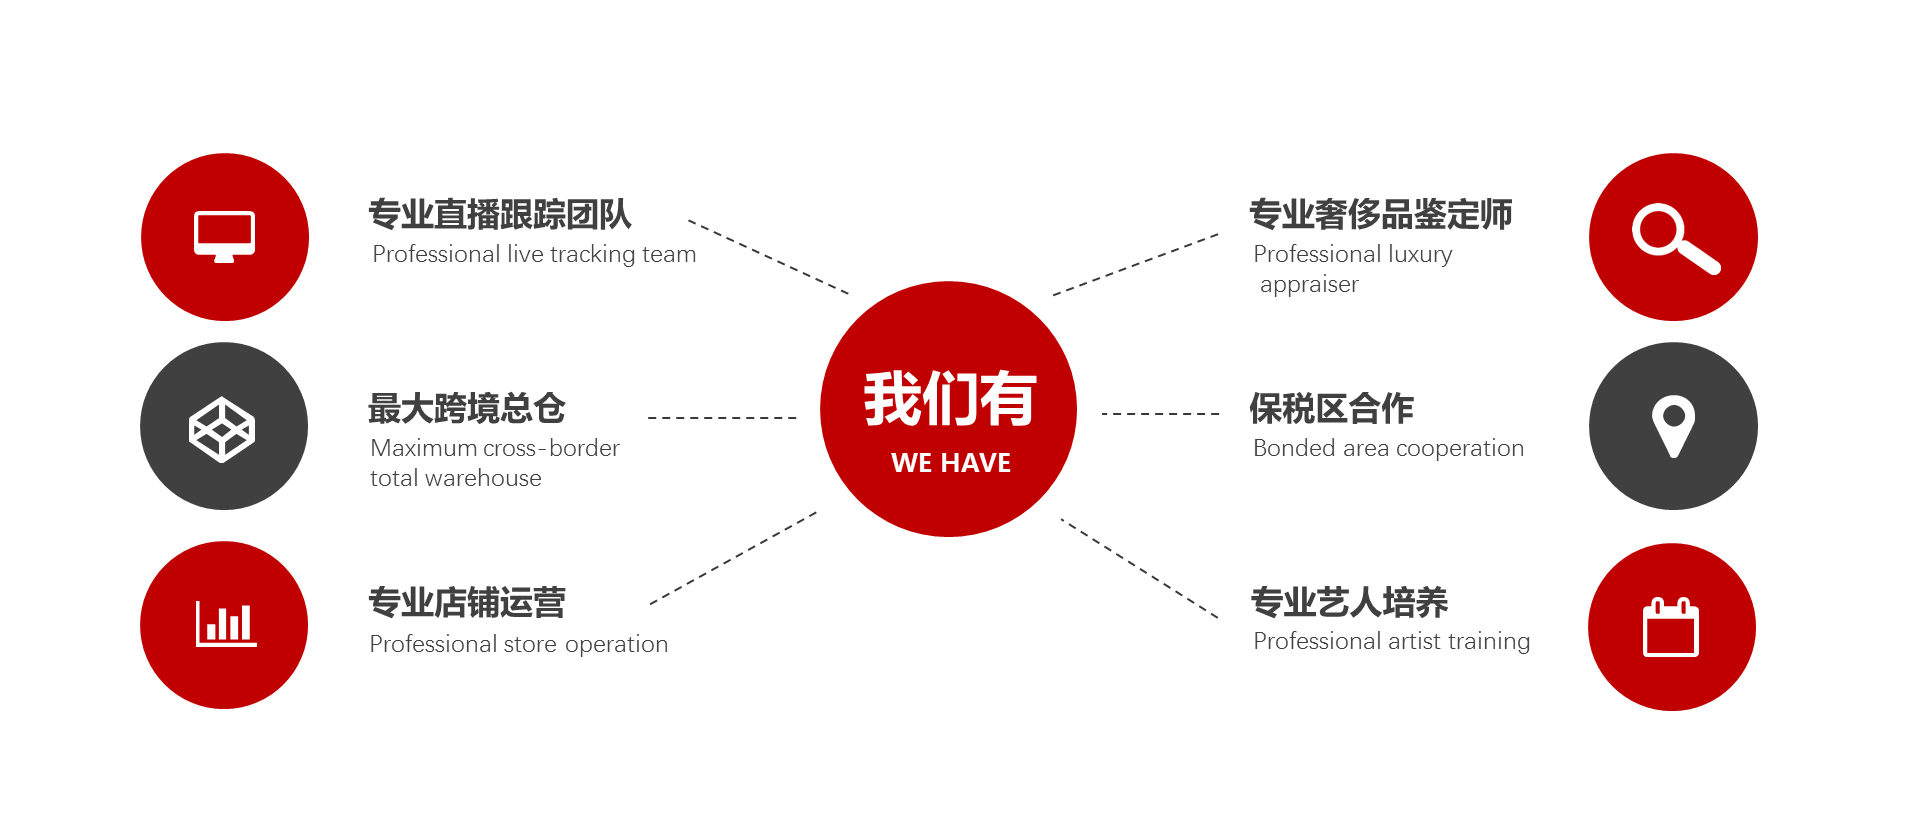 专业直播跟踪团队
Professional live tracking team
最大跨境总仓
Maximum cross-border
total warehouse
专业店铺运营
Professional store operation
我们有
WE HAVE
专业奢侈品鉴定师
Professional luxury
appraiser
保税区合作
Bonded area cooperation
专业艺人培养
Professional artist training